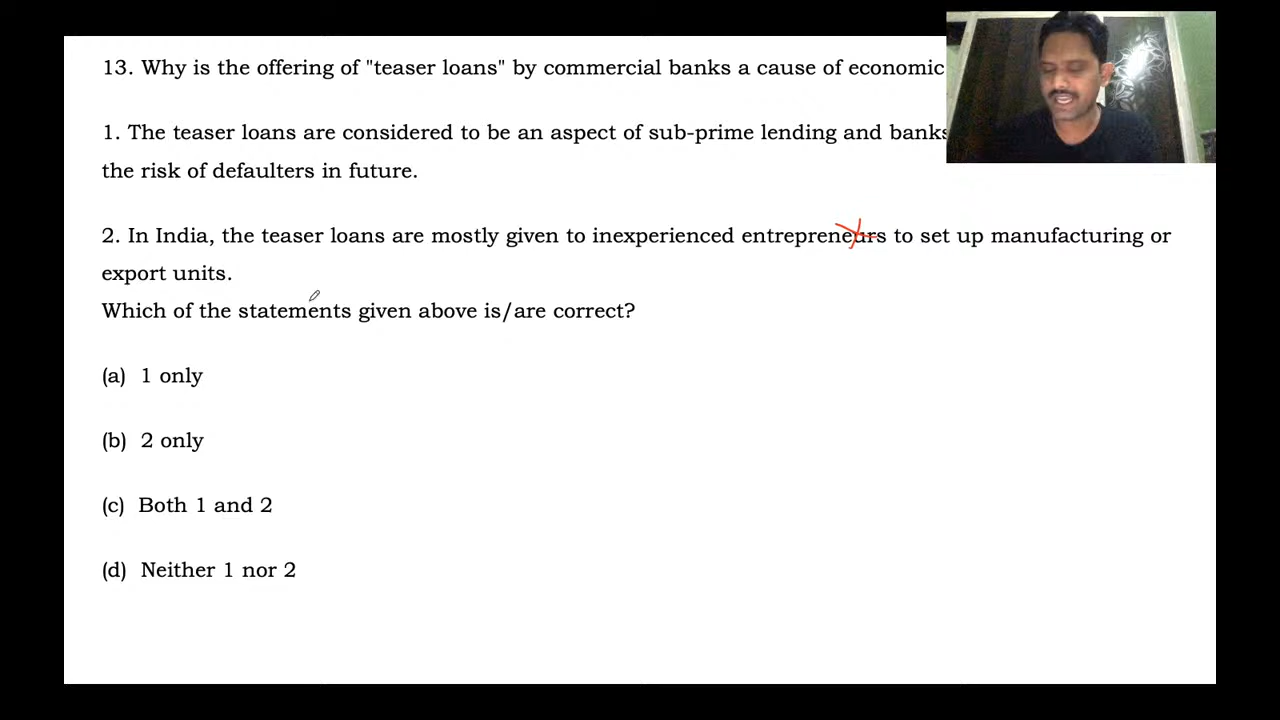 13. Why is the offering of "teaser loans" by commercial banks a cause of economic
1. The teaser loans are considered to be an aspect of sub-prime lending and banks
the risk of defaulters in future.
2. In India, the teaser loans are mostly given to inexperienced entrepreneurs to set up manufacturing or
export units.
Which of the statements given above is/are correct?
(a) 1 only
(b) 2 only
(c) Both 1 and 2
(d) Neither 1 nor 2